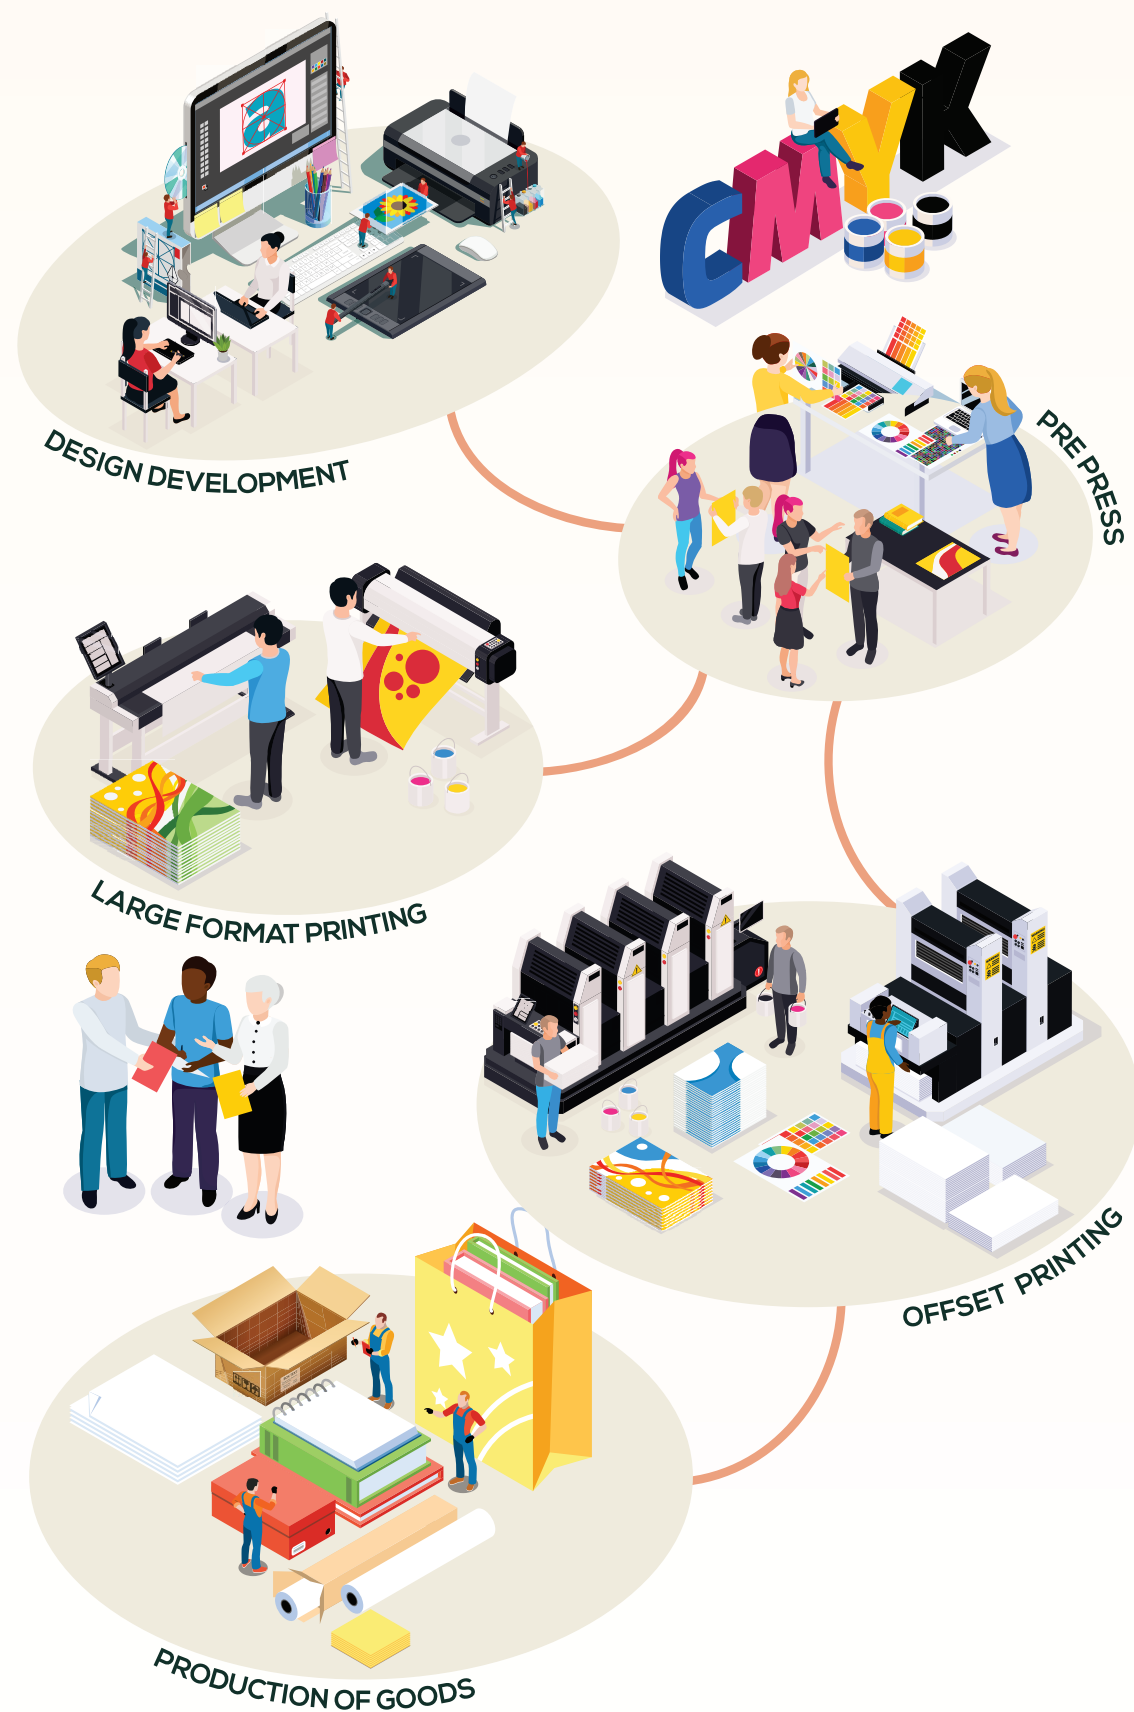 a
CMYK
DESIGN DEVELOPMENT
PRE PRESS
LARGE FORMAT PRINTING
OFFSET PRINTING
PRODUCTION OF GOODS